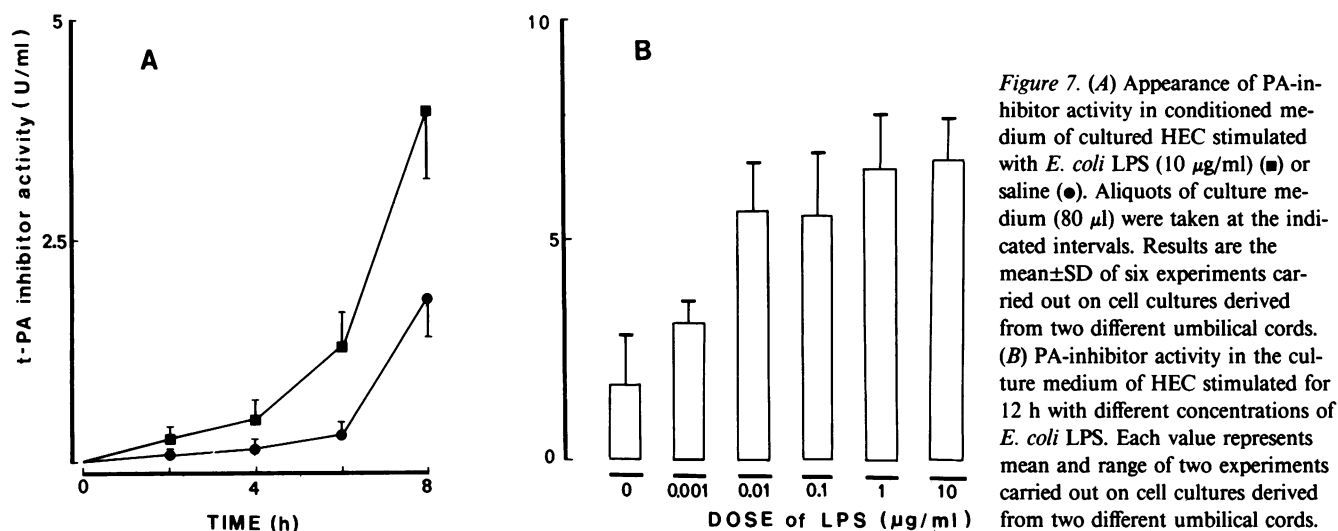 t-PA inhibitor activity (U/ml)
5
2.5
A
0
4
8
TIME (h)
10
5
0
B
0
0.001
0.01
0.1
1
10
DOSE of LPS (μg/ml)
Figure 7. (A) Appearance of PA-in-
hibitor activity in conditioned me-
dium of cultured HEC stimulated
with E. coli LPS (10 μg/ml) (■) or
saline (●). Aliquots of culture me-
dium (80 μl) were taken at the indi-
cated intervals. Results are the
mean±SD of six experiments car-
ried out on cell cultures derived
from two different umbilical cords.
(B) PA-inhibitor activity in the cul-
ture medium of HEC stimulated for
12 h with different concentrations of
E. coli LPS. Each value represents
mean and range of two experiments
carried out on cell cultures derived
from two different umbilical cords.